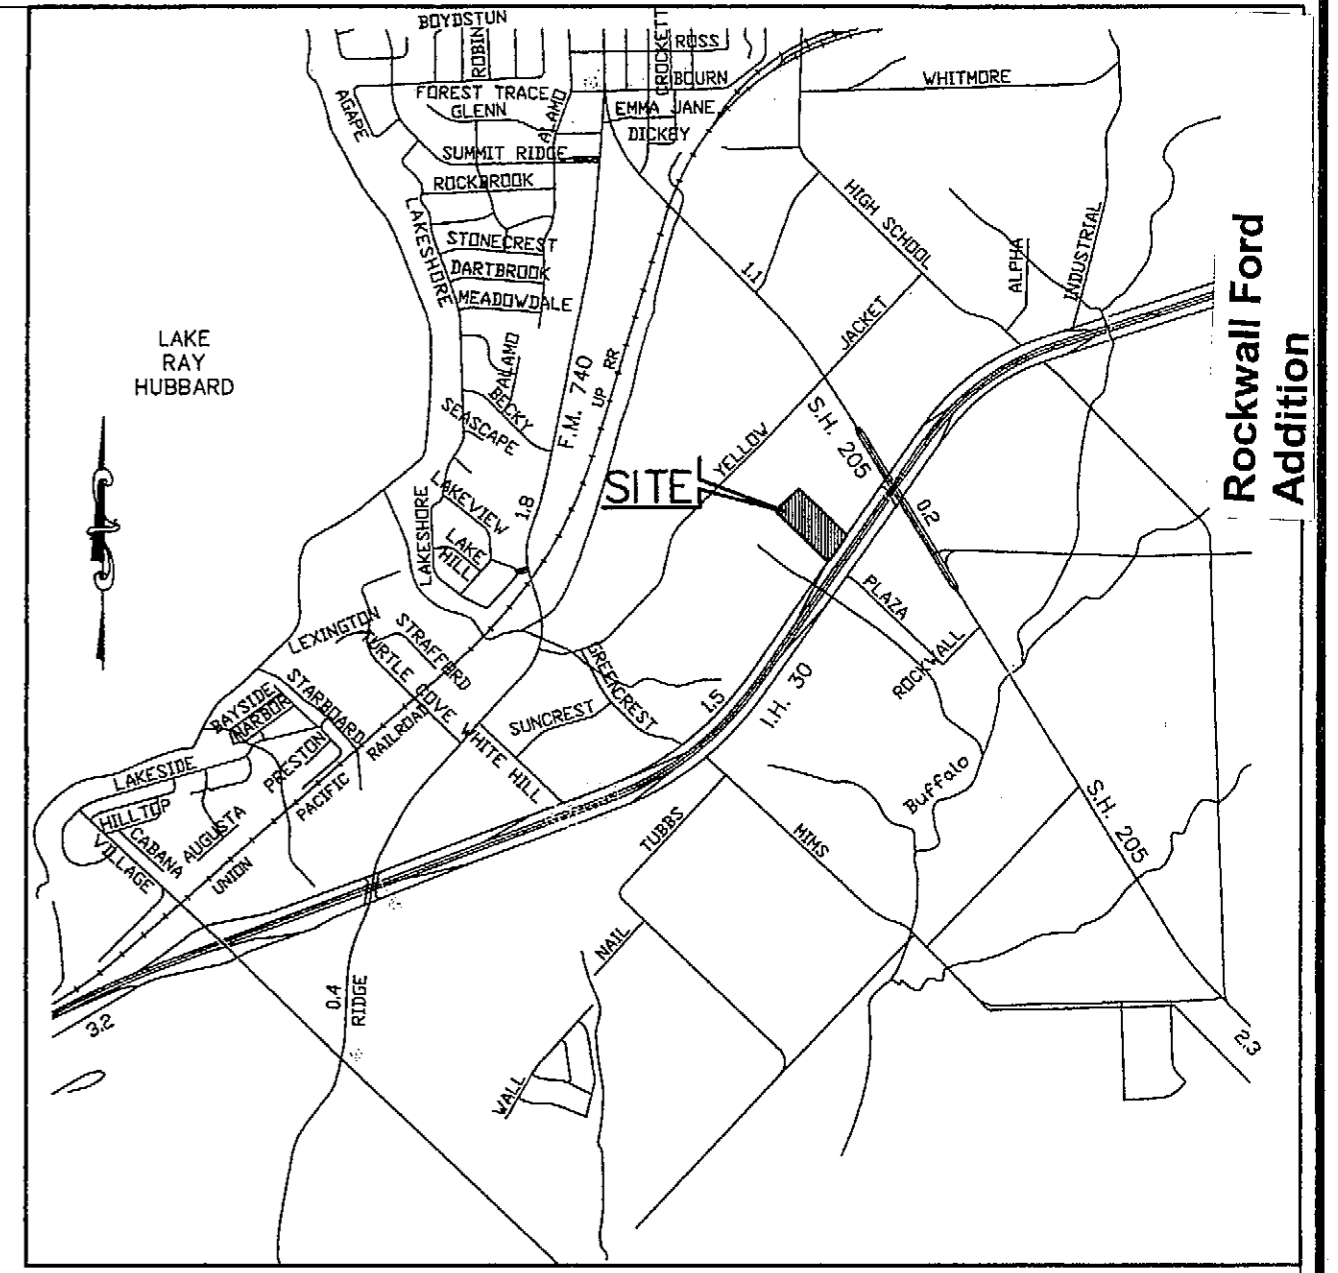 BOYDSTUN
ROBIN
CROCKETT
ROSS
BOURN
WHITMORE
AGAPE
FOREST TRACE
GLENN
ALAMO
EMMA JANE
DICKEY
SUMMIT RIDGE
ROCKBROOK
LAKESHORE
STONECREST
DARTBROOK
MEADOWDALE
HIGH SCHOOL
ALPHA
INDUSTRIAL
1.1
JACKET
LAKE
RAY
HUBBARD
ALAMO
BECKY
SEASCAPE
F.M. 740
UP RR
S.H. 205
YELLOW
SITE
Rockwall Ford
Addition
LAKEVIEW
LAKESHORE
LAKE
HILL
1.8
0.2
PLAZA
ROCKWALL
LEXINGTON
TURTLE COVE
STRAFFORD
GREENCREST
SUNCREST
1.5
I.H. 30
BAYSIDE
HARBOR
STARBOARD
PRESTON
WHITE HILL
LAKESIDE
HILLTOP
CABANA
VILLAGE
AUGUSTA
UNION PACIFIC RAILROAD
TUBBS
MIMS
Buffalo
S.H. 205
NAIL
0.4
RIDGE
3.2
WALL
2.3